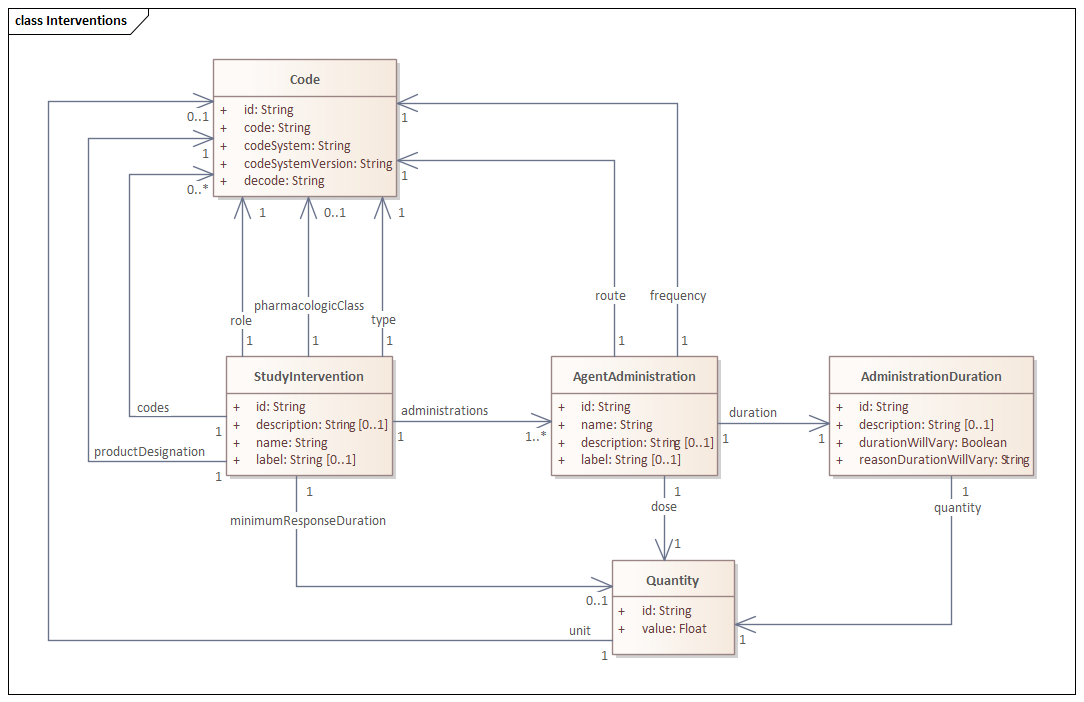 class Interventions
Code
+ id: String
+ code: String
+ codeSystem: String
+ codeSystemVersion: String
+ decode: String
0..1
1
0..*
1
1
1
0..1
1
role
pharmacologicClass
type
route
frequency
1
1
1
1
1
StudyIntervention
+ id: String
+ description: String [0..1]
+ name: String
+ label: String [0..1]
codes
1
productDesignation
1
administrations
1
1..*
AgentAdministration
+ id: String
+ name: String
+ description: String [0..1]
+ label: String [0..1]
duration
1
1
AdministrationDuration
+ id: String
+ description: String [0..1]
+ durationWillVary: Boolean
+ reasonDurationWillVary: String
1
minimumResponseDuration
0..1
1
dose
1
1
quantity
1
Quantity
+ id: String
+ value: Float
unit
1